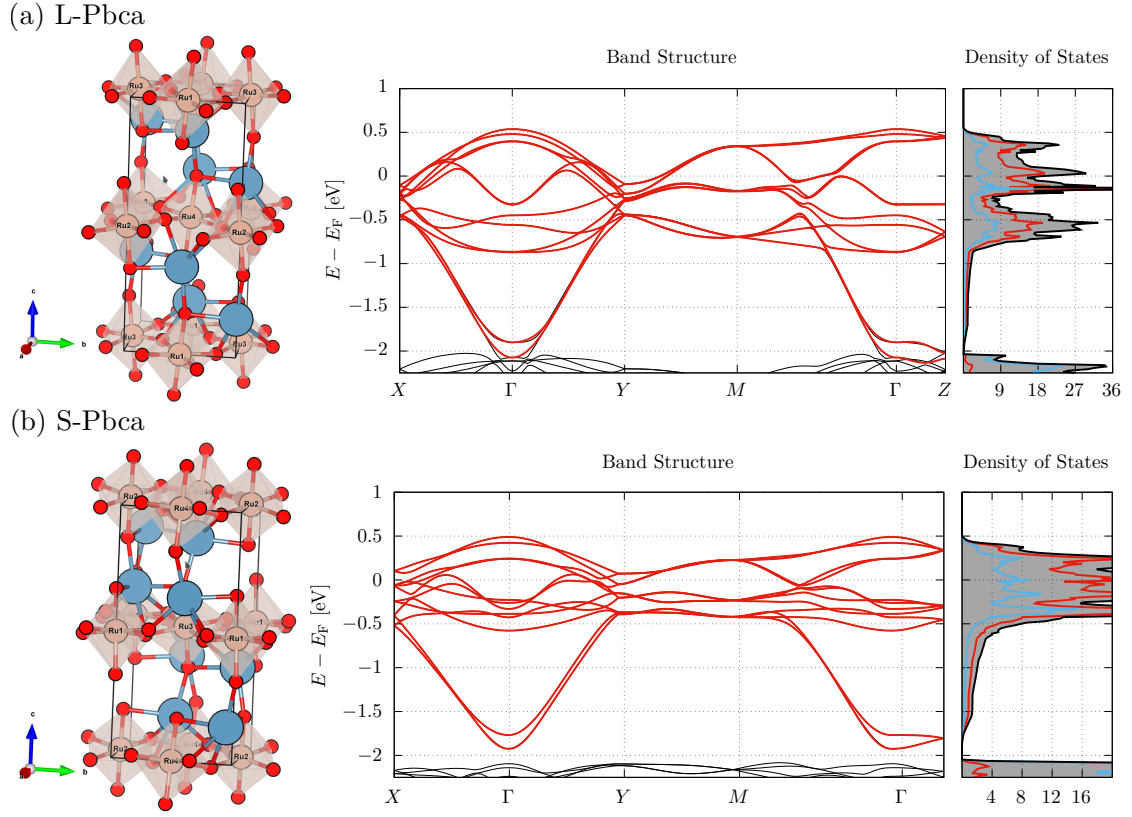 (a) L-Pbca
Ru3
Ru1
Ru3
Ru4
Ru2
Ru2
Ru3
Ru1
Ru3
c
b
a
Band Structure
Density of States
E − E_F [eV]
1
0.5
0
−0.5
−1
−1.5
−2
X Γ Y M Γ Z
9 18 27 36
(b) S-Pbca
Ru2
Ru4
Ru2
Ru1
Ru3
Ru1
Ru2
Ru4
Ru2
c
b
a
Band Structure
Density of States
E − E_F [eV]
1
0.5
0
−0.5
−1
−1.5
−2
X Γ Y M Γ
4 8 12 16